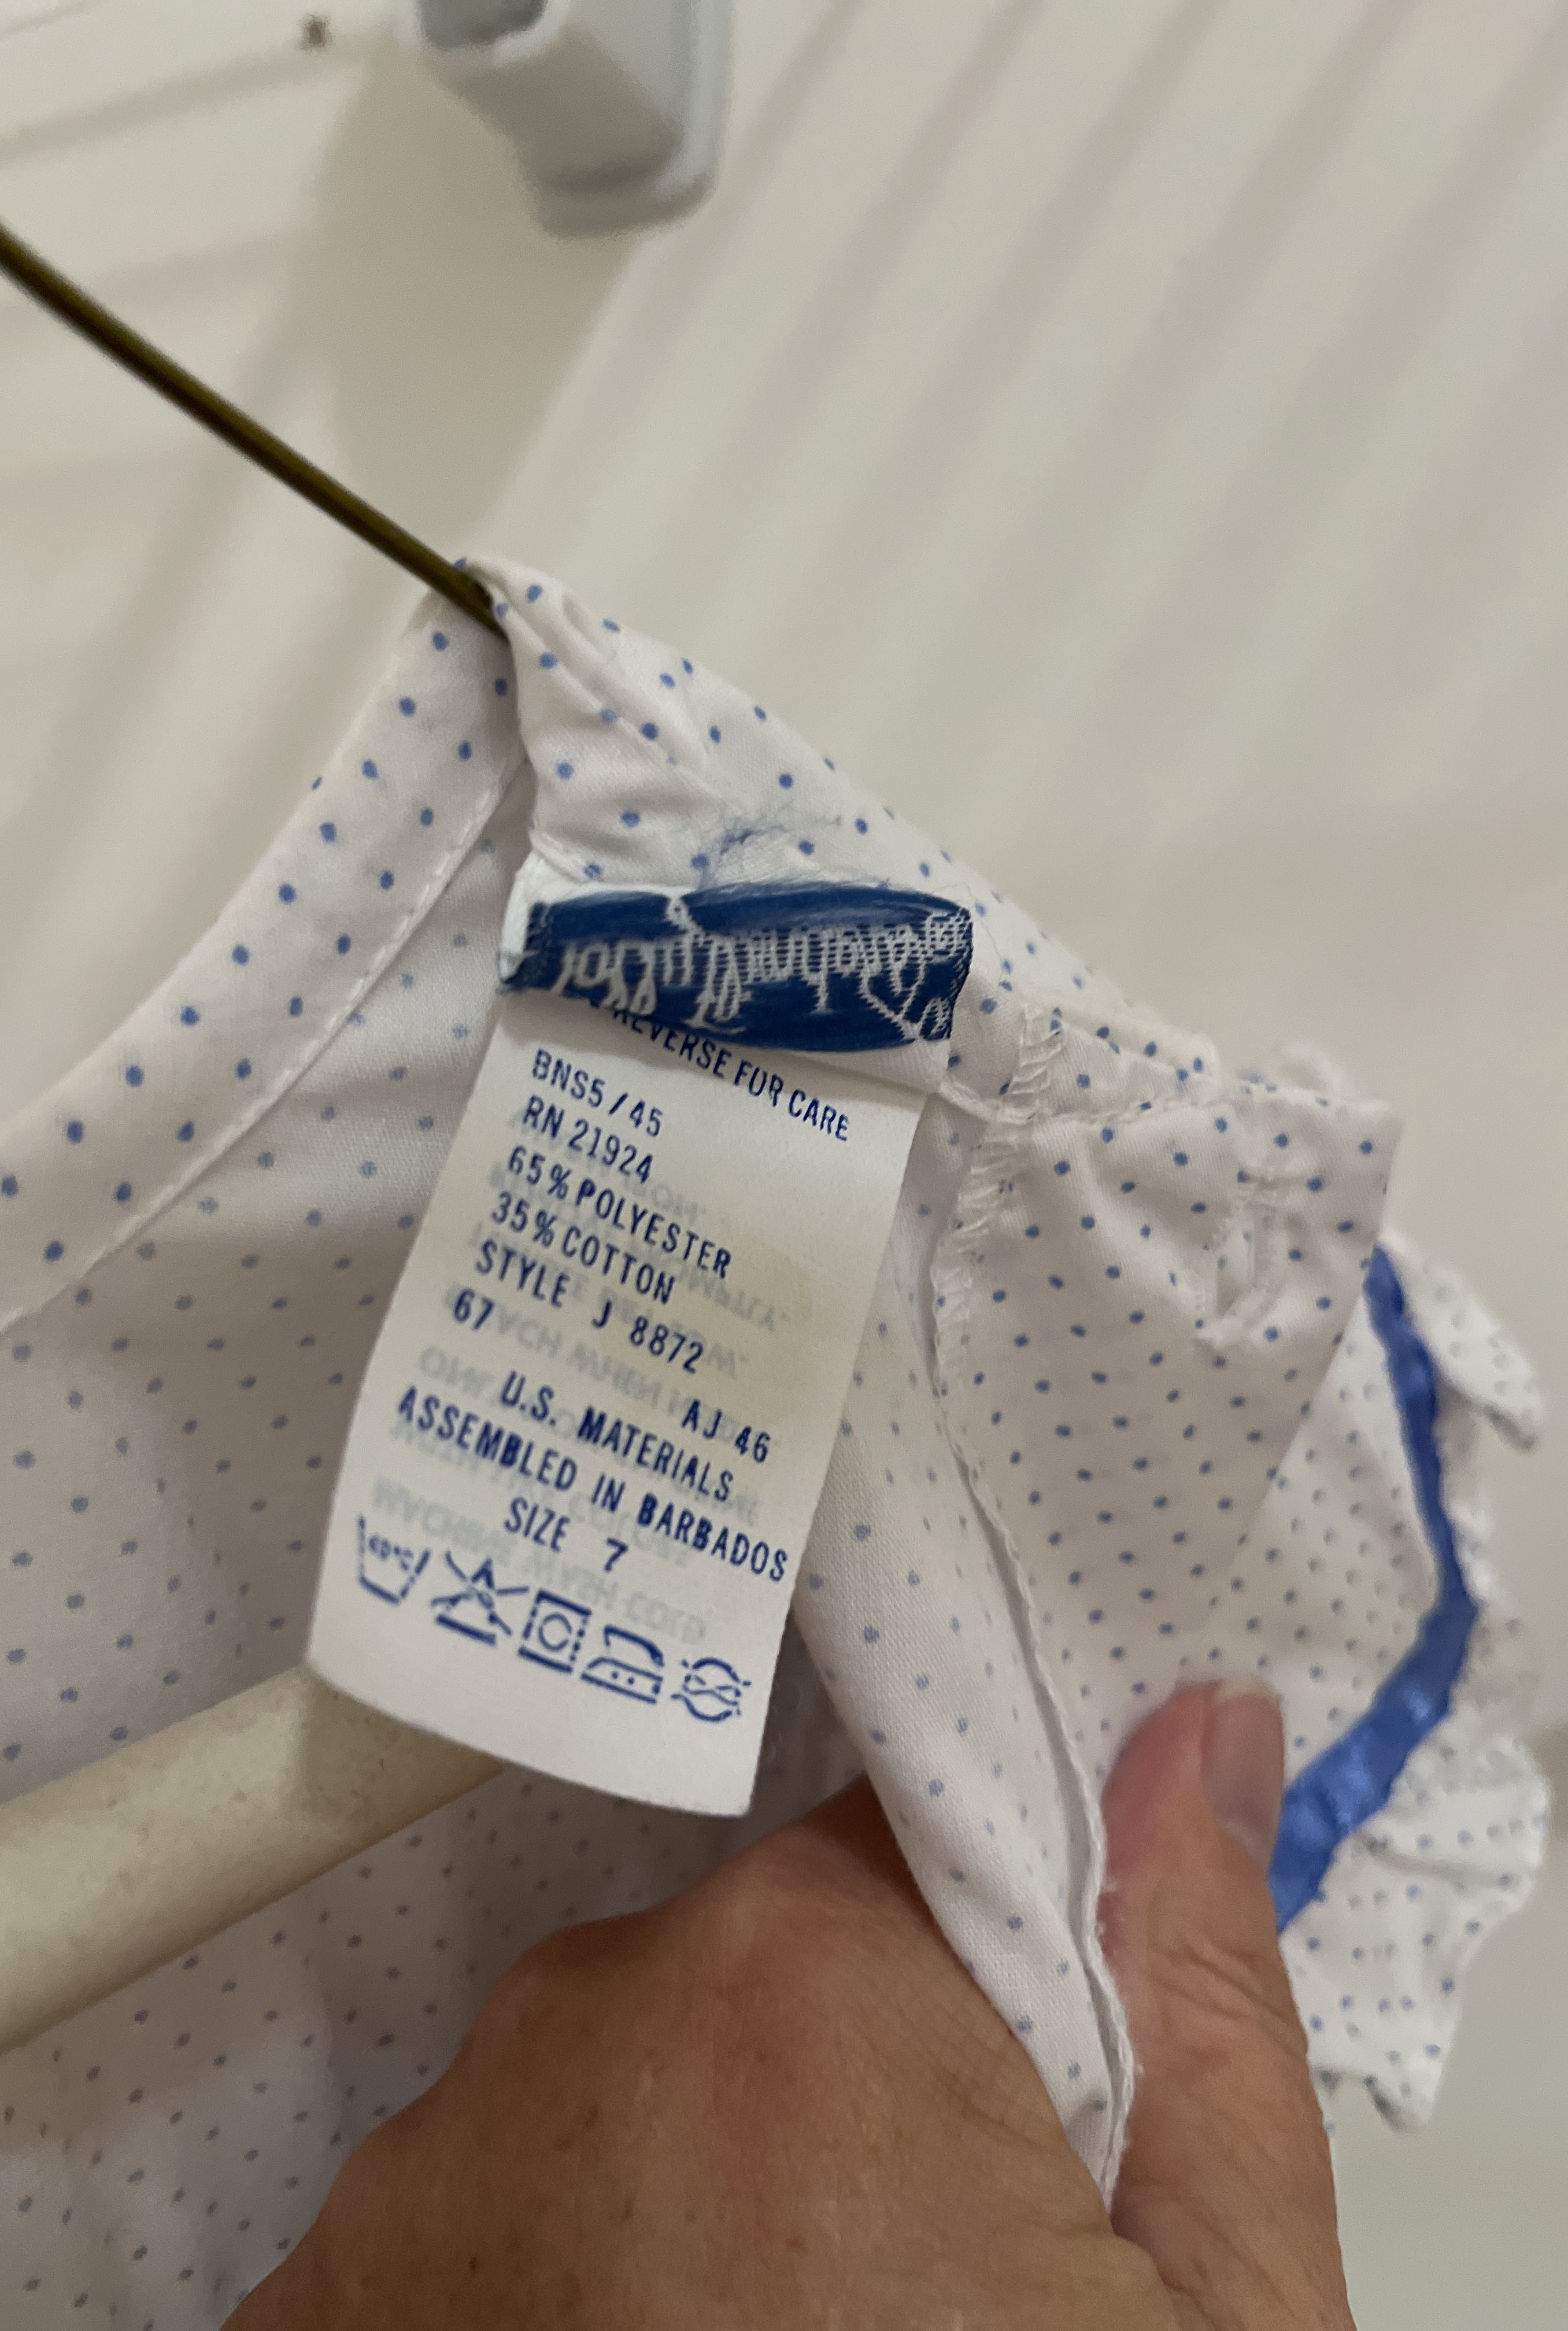 REVERSE FOR CARE
BNS5/45
RN 21924
65% POLYESTER
35% COTTON
STYLE J 8872
67
AJ 46
U.S. MATERIALS
ASSEMBLED IN BARBADOS
SIZE 7
40°C